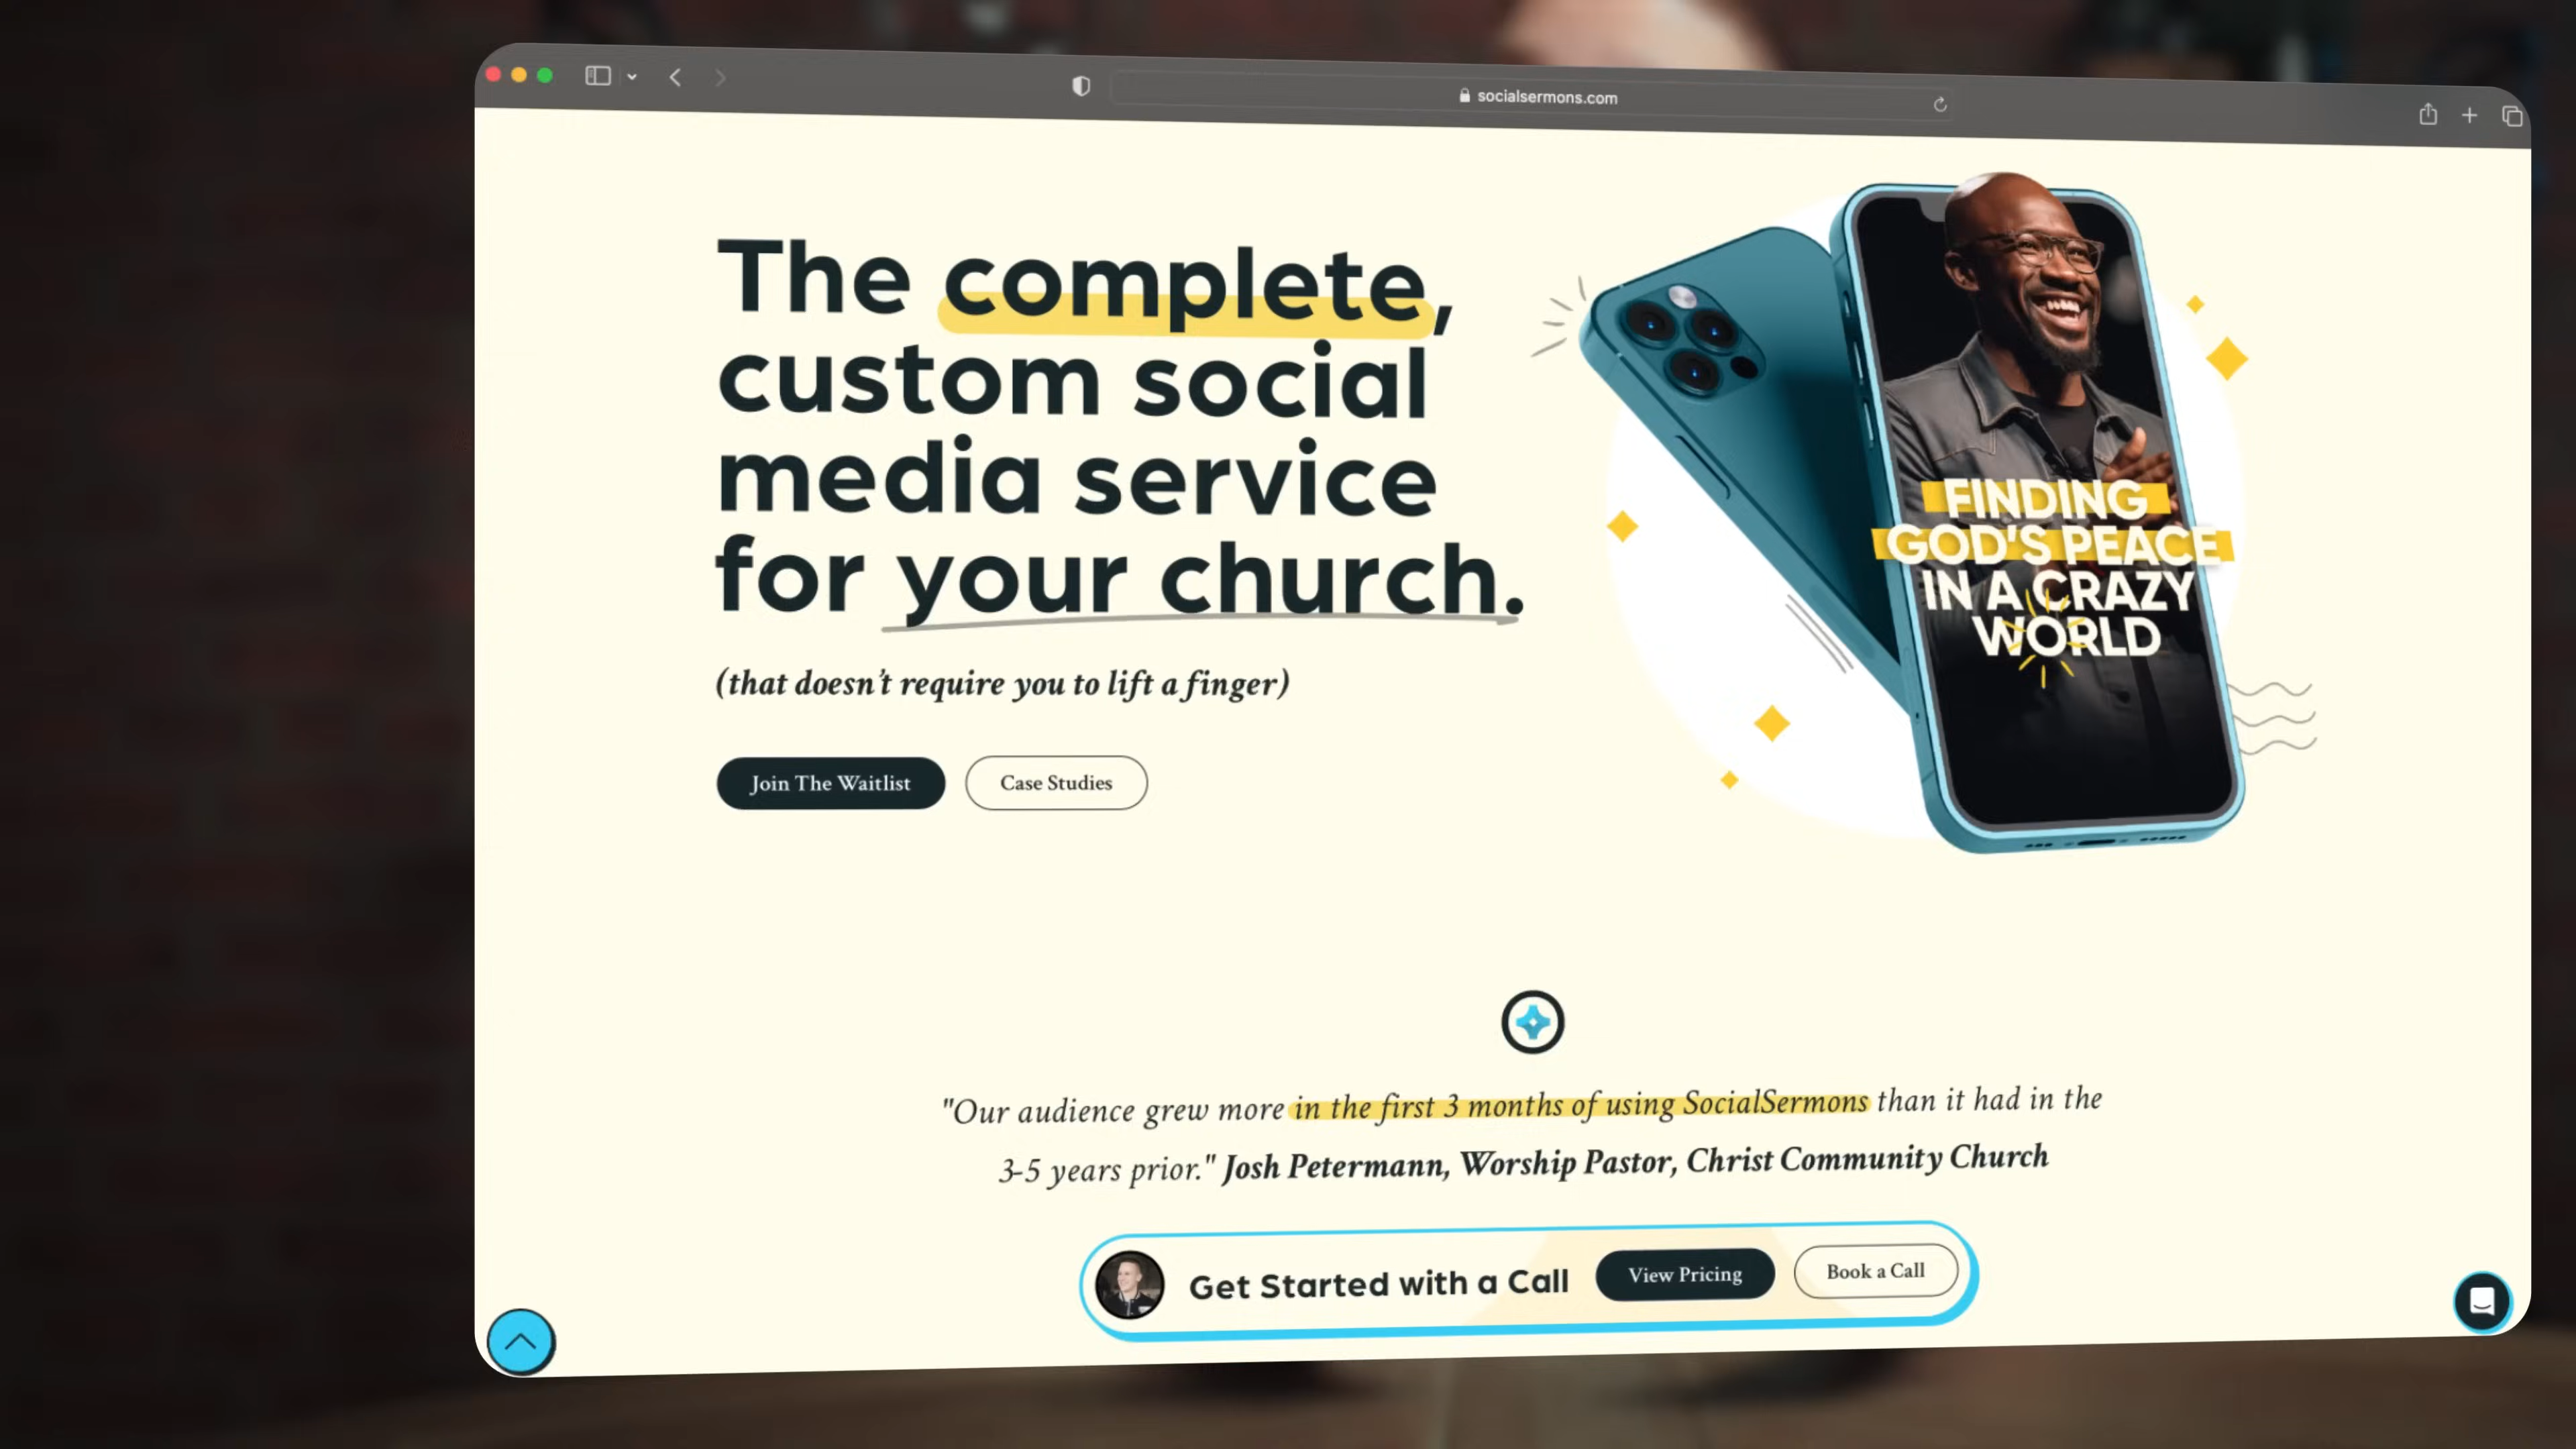 socialsermons.com
The complete,
custom social
media service
for your church.
(that doesn't require you to lift a finger)
Join The Waitlist
Case Studies
FINDING
GOD'S PEACE
IN A CRAZY
WORLD
"Our audience grew more in the first 3 months of using SocialSermons than it had in the
3-5 years prior." Josh Petermann, Worship Pastor, Christ Community Church
Get Started with a Call
View Pricing
Book a Call